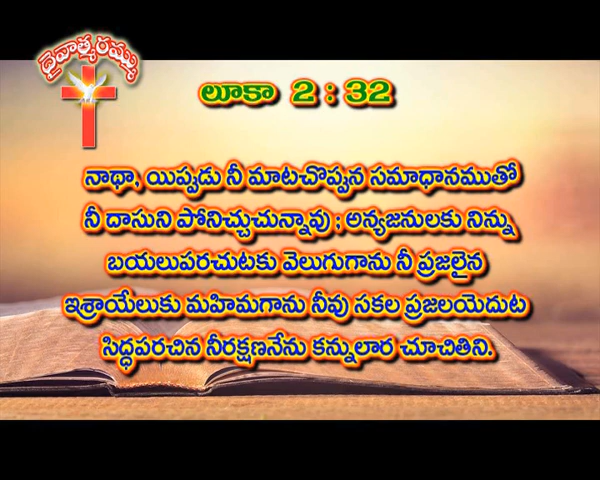 దైవాత్మరమ్ము
లూకా 2 : 32
నాథా, యిప్పుడు నీ మాటచొప్పున సమాధానముతో
నీ దాసుని పోనిచ్చుచున్నావు ; అన్యజనులకు నిన్ను
బయలుపరచుటకు వెలుగుగాను నీ ప్రజలైన
ఇశ్రాయేలుకు మహిమగాను నీవు సకల ప్రజలయెదుట
సిద్ధపరచిన నీరక్షణనేను కన్నులార చూచితిని.